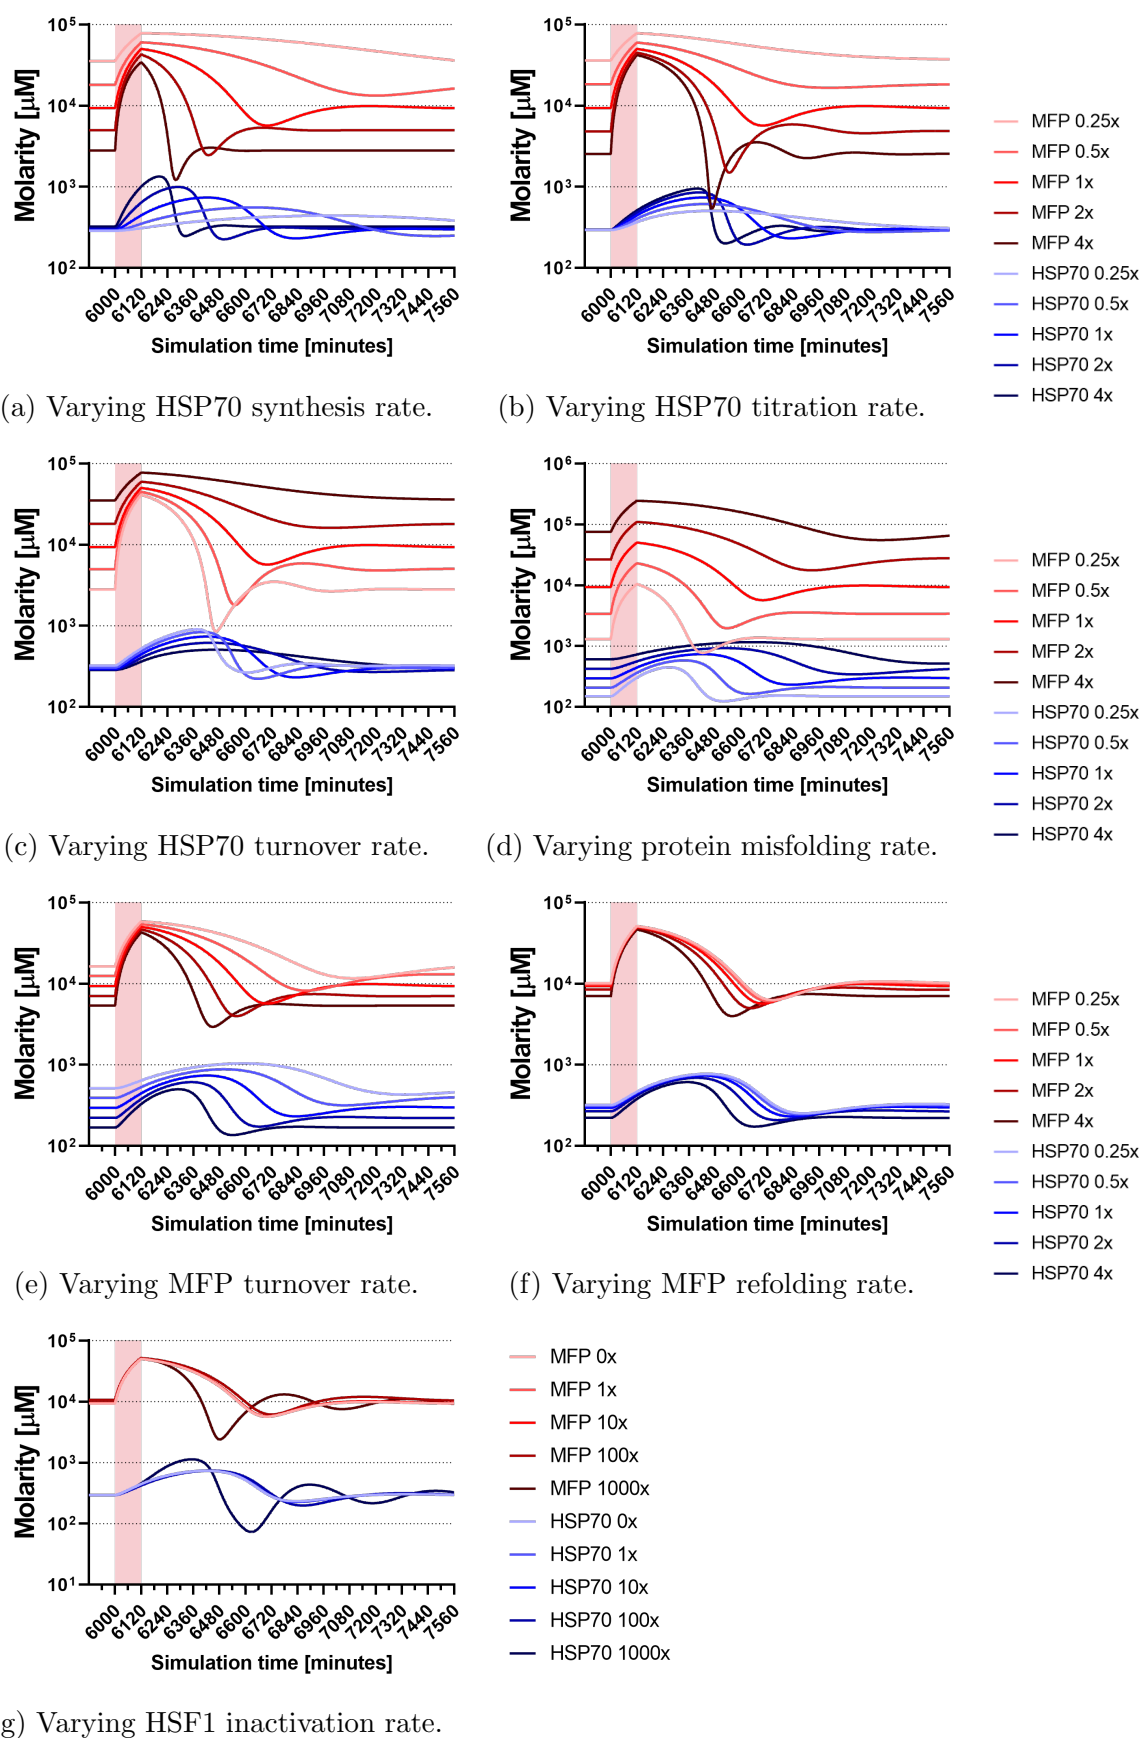 10⁵
10⁴
10³
10²
Molarity [μM]
6000 6120 6240 6360 6480 6600 6720 6840 6960 7080 7200 7320 7440 7560
Simulation time [minutes]
(a) Varying HSP70 synthesis rate.
10⁵
10⁴
10³
10²
Molarity [μM]
6000 6120 6240 6360 6480 6600 6720 6840 6960 7080 7200 7320 7440 7560
Simulation time [minutes]
(b) Varying HSP70 titration rate.
MFP 0.25x
MFP 0.5x
MFP 1x
MFP 2x
MFP 4x
HSP70 0.25x
HSP70 0.5x
HSP70 1x
HSP70 2x
HSP70 4x
10⁵
10⁴
10³
10²
Molarity [μM]
6000 6120 6240 6360 6480 6600 6720 6840 6960 7080 7200 7320 7440 7560
Simulation time [minutes]
(c) Varying HSP70 turnover rate.
10⁶
10⁵
10⁴
10³
10²
Molarity [μM]
6000 6120 6240 6360 6480 6600 6720 6840 6960 7080 7200 7320 7440 7560
Simulation time [minutes]
(d) Varying protein misfolding rate.
MFP 0.25x
MFP 0.5x
MFP 1x
MFP 2x
MFP 4x
HSP70 0.25x
HSP70 0.5x
HSP70 1x
HSP70 2x
HSP70 4x
10⁵
10⁴
10³
10²
Molarity [μM]
6000 6120 6240 6360 6480 6600 6720 6840 6960 7080 7200 7320 7440 7560
Simulation time [minutes]
(e) Varying MFP turnover rate.
10⁵
10⁴
10³
10²
Molarity [μM]
6000 6120 6240 6360 6480 6600 6720 6840 6960 7080 7200 7320 7440 7560
Simulation time [minutes]
(f) Varying MFP refolding rate.
MFP 0.25x
MFP 0.5x
MFP 1x
MFP 2x
MFP 4x
HSP70 0.25x
HSP70 0.5x
HSP70 1x
HSP70 2x
HSP70 4x
10⁵
10⁴
10³
10²
10¹
Molarity [μM]
6000 6120 6240 6360 6480 6600 6720 6840 6960 7080 7200 7320 7440 7560
Simulation time [minutes]
MFP 0x
MFP 1x
MFP 10x
MFP 100x
MFP 1000x
HSP70 0x
HSP70 1x
HSP70 10x
HSP70 100x
HSP70 1000x
g) Varying HSF1 inactivation rate.